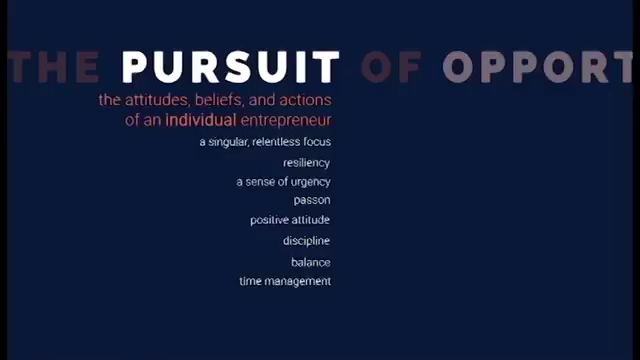 THE PURSUIT OF OPPORT
the attitudes, beliefs, and actions
of an individual entrepreneur
a singular, relentless focus
resiliency
a sense of urgency
passon
positive attitude
discipline
balance
time management